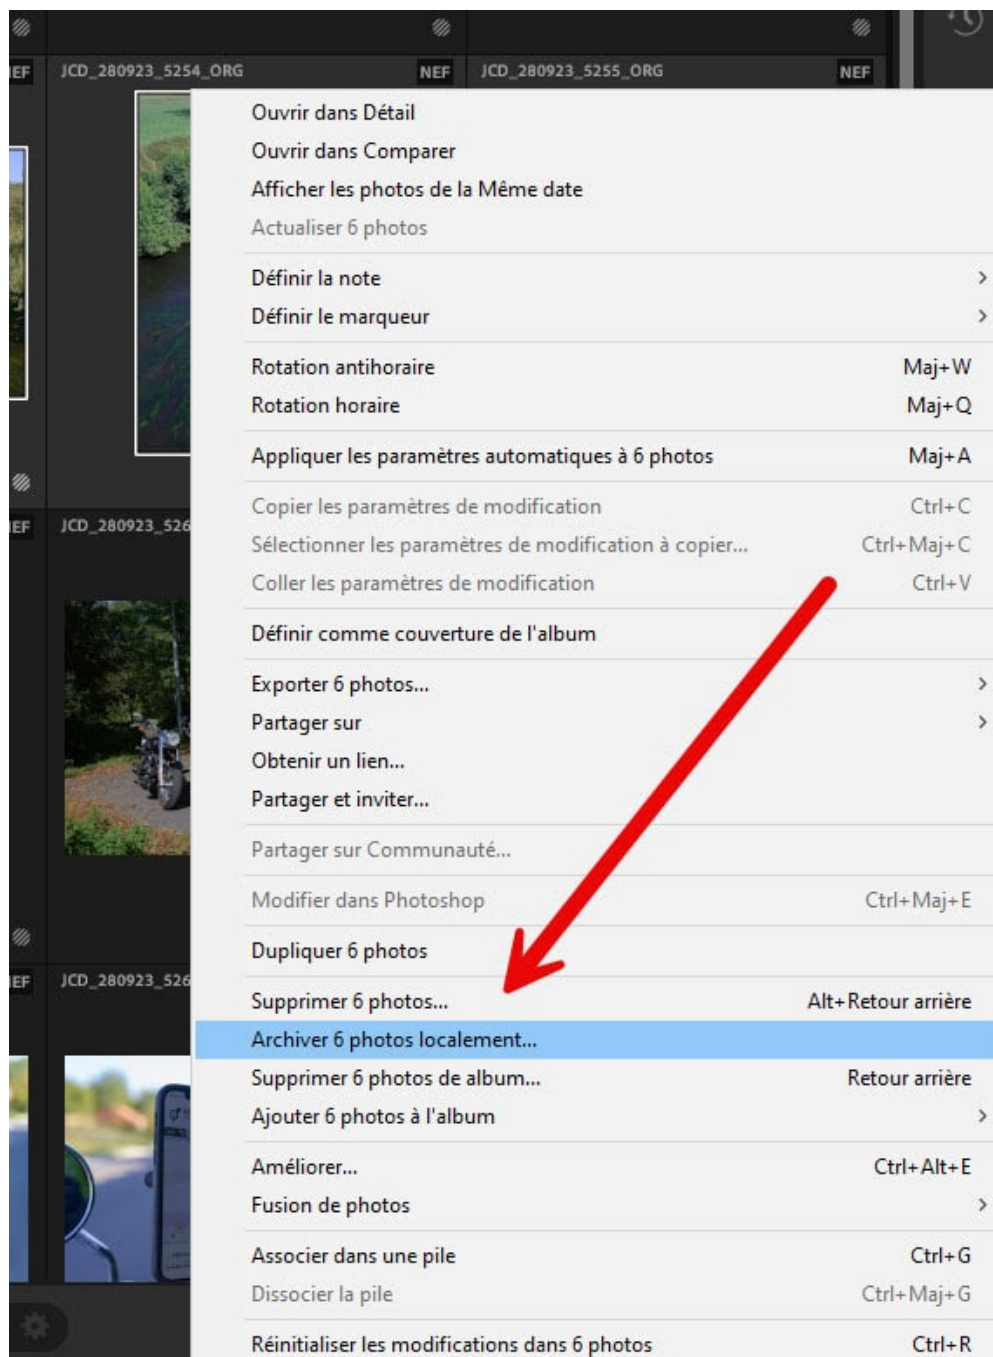 JCD_280923_5254_ORG NEF
JCD_280923_5255_ORG NEF
Ouvrir dans Détail
Ouvrir dans Comparer
Afficher les photos de la Même date
Actualiser 6 photos
Définir la note
Définir le marqueur
Rotation antihoraire Maj+W
Rotation horaire Maj+Q
Appliquer les paramètres automatiques à 6 photos Maj+A
Copier les paramètres de modification Ctrl+C
Sélectionner les paramètres de modification à copier... Ctrl+Maj+C
Coller les paramètres de modification Ctrl+V
Définir comme couverture de l'album
Exporter 6 photos...
Partager sur
Obtenir un lien...
Partager et inviter...
Partager sur Communauté...
Modifier dans Photoshop Ctrl+Maj+E
Dupliquer 6 photos
Supprimer 6 photos... Alt+Retour arrière
Archiver 6 photos localement...
Supprimer 6 photos de album... Retour arrière
Ajouter 6 photos à l'album
Améliorer... Ctrl+Alt+E
Fusion de photos
Associer dans une pile Ctrl+G
Dissocier la pile Ctrl+Maj+G
Réinitialiser les modifications dans 6 photos Ctrl+R
EF
JCD_280923_526
EF
JCD_280923_526